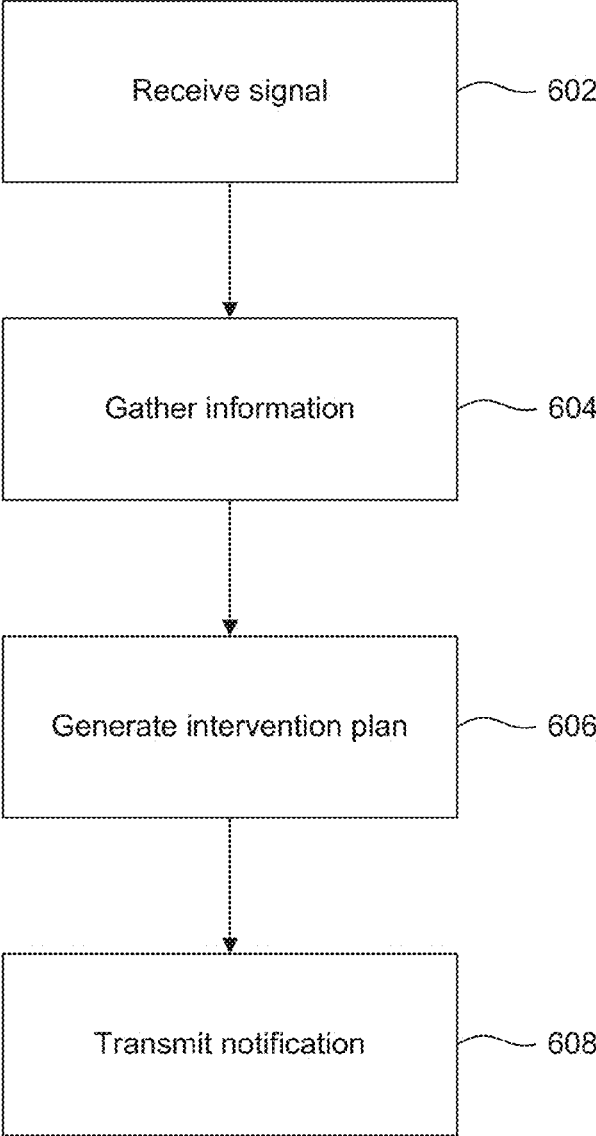 Receive signal
602
Gather information
604
Generate intervention plan
606
Transmit notification
608